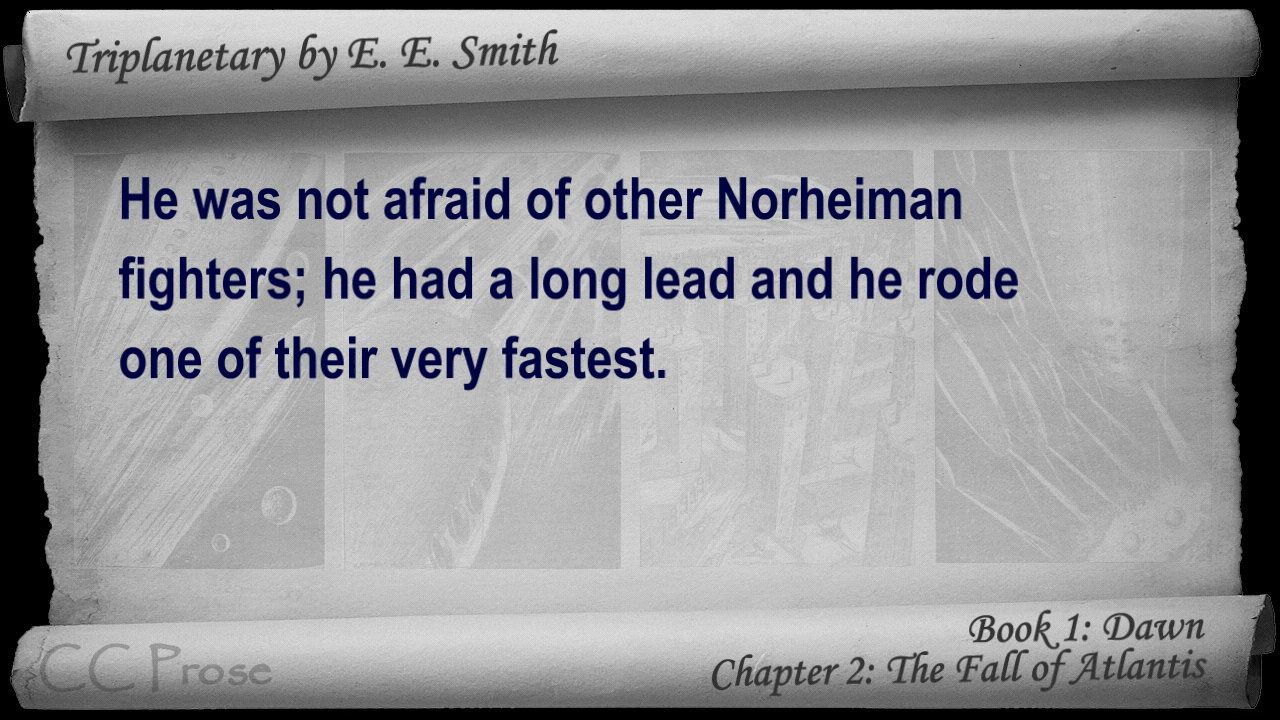 Triplanetary by E. E. Smith
He was not afraid of other Norheiman
fighters; he had a long lead and he rode
one of their very fastest.
Book 1: Dawn
Chapter 2: The Fall of Atlantis
CC Prose